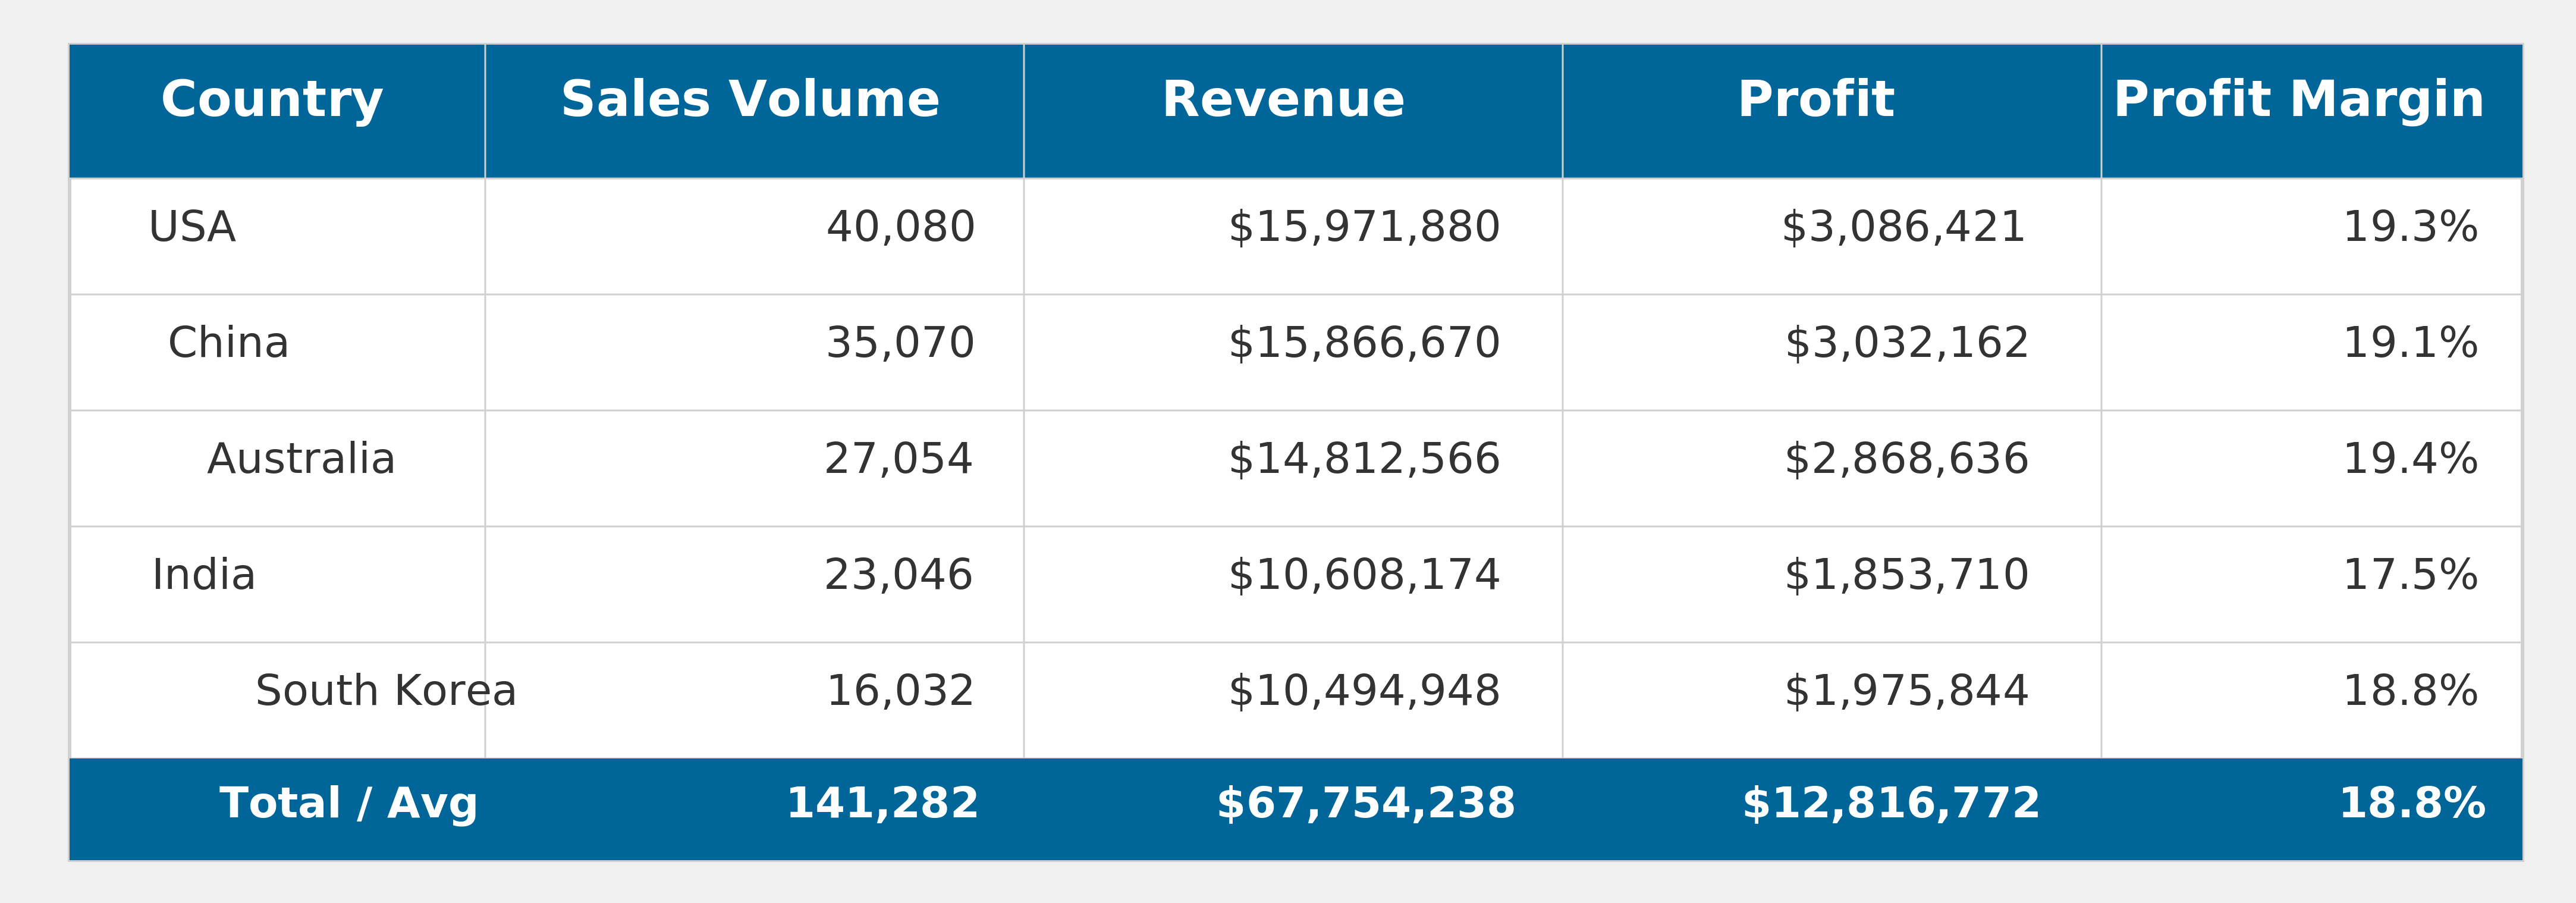 Country Sales Volume Revenue Profit Profit Margin
USA 40,080 $15,971,880 $3,086,421 19.3%
China 35,070 $15,866,670 $3,032,162 19.1%
Australia 27,054 $14,812,566 $2,868,636 19.4%
India 23,046 $10,608,174 $1,853,710 17.5%
South Korea 16,032 $10,494,948 $1,975,844 18.8%
Total / Avg 141,282 $67,754,238 $12,816,772 18.8%